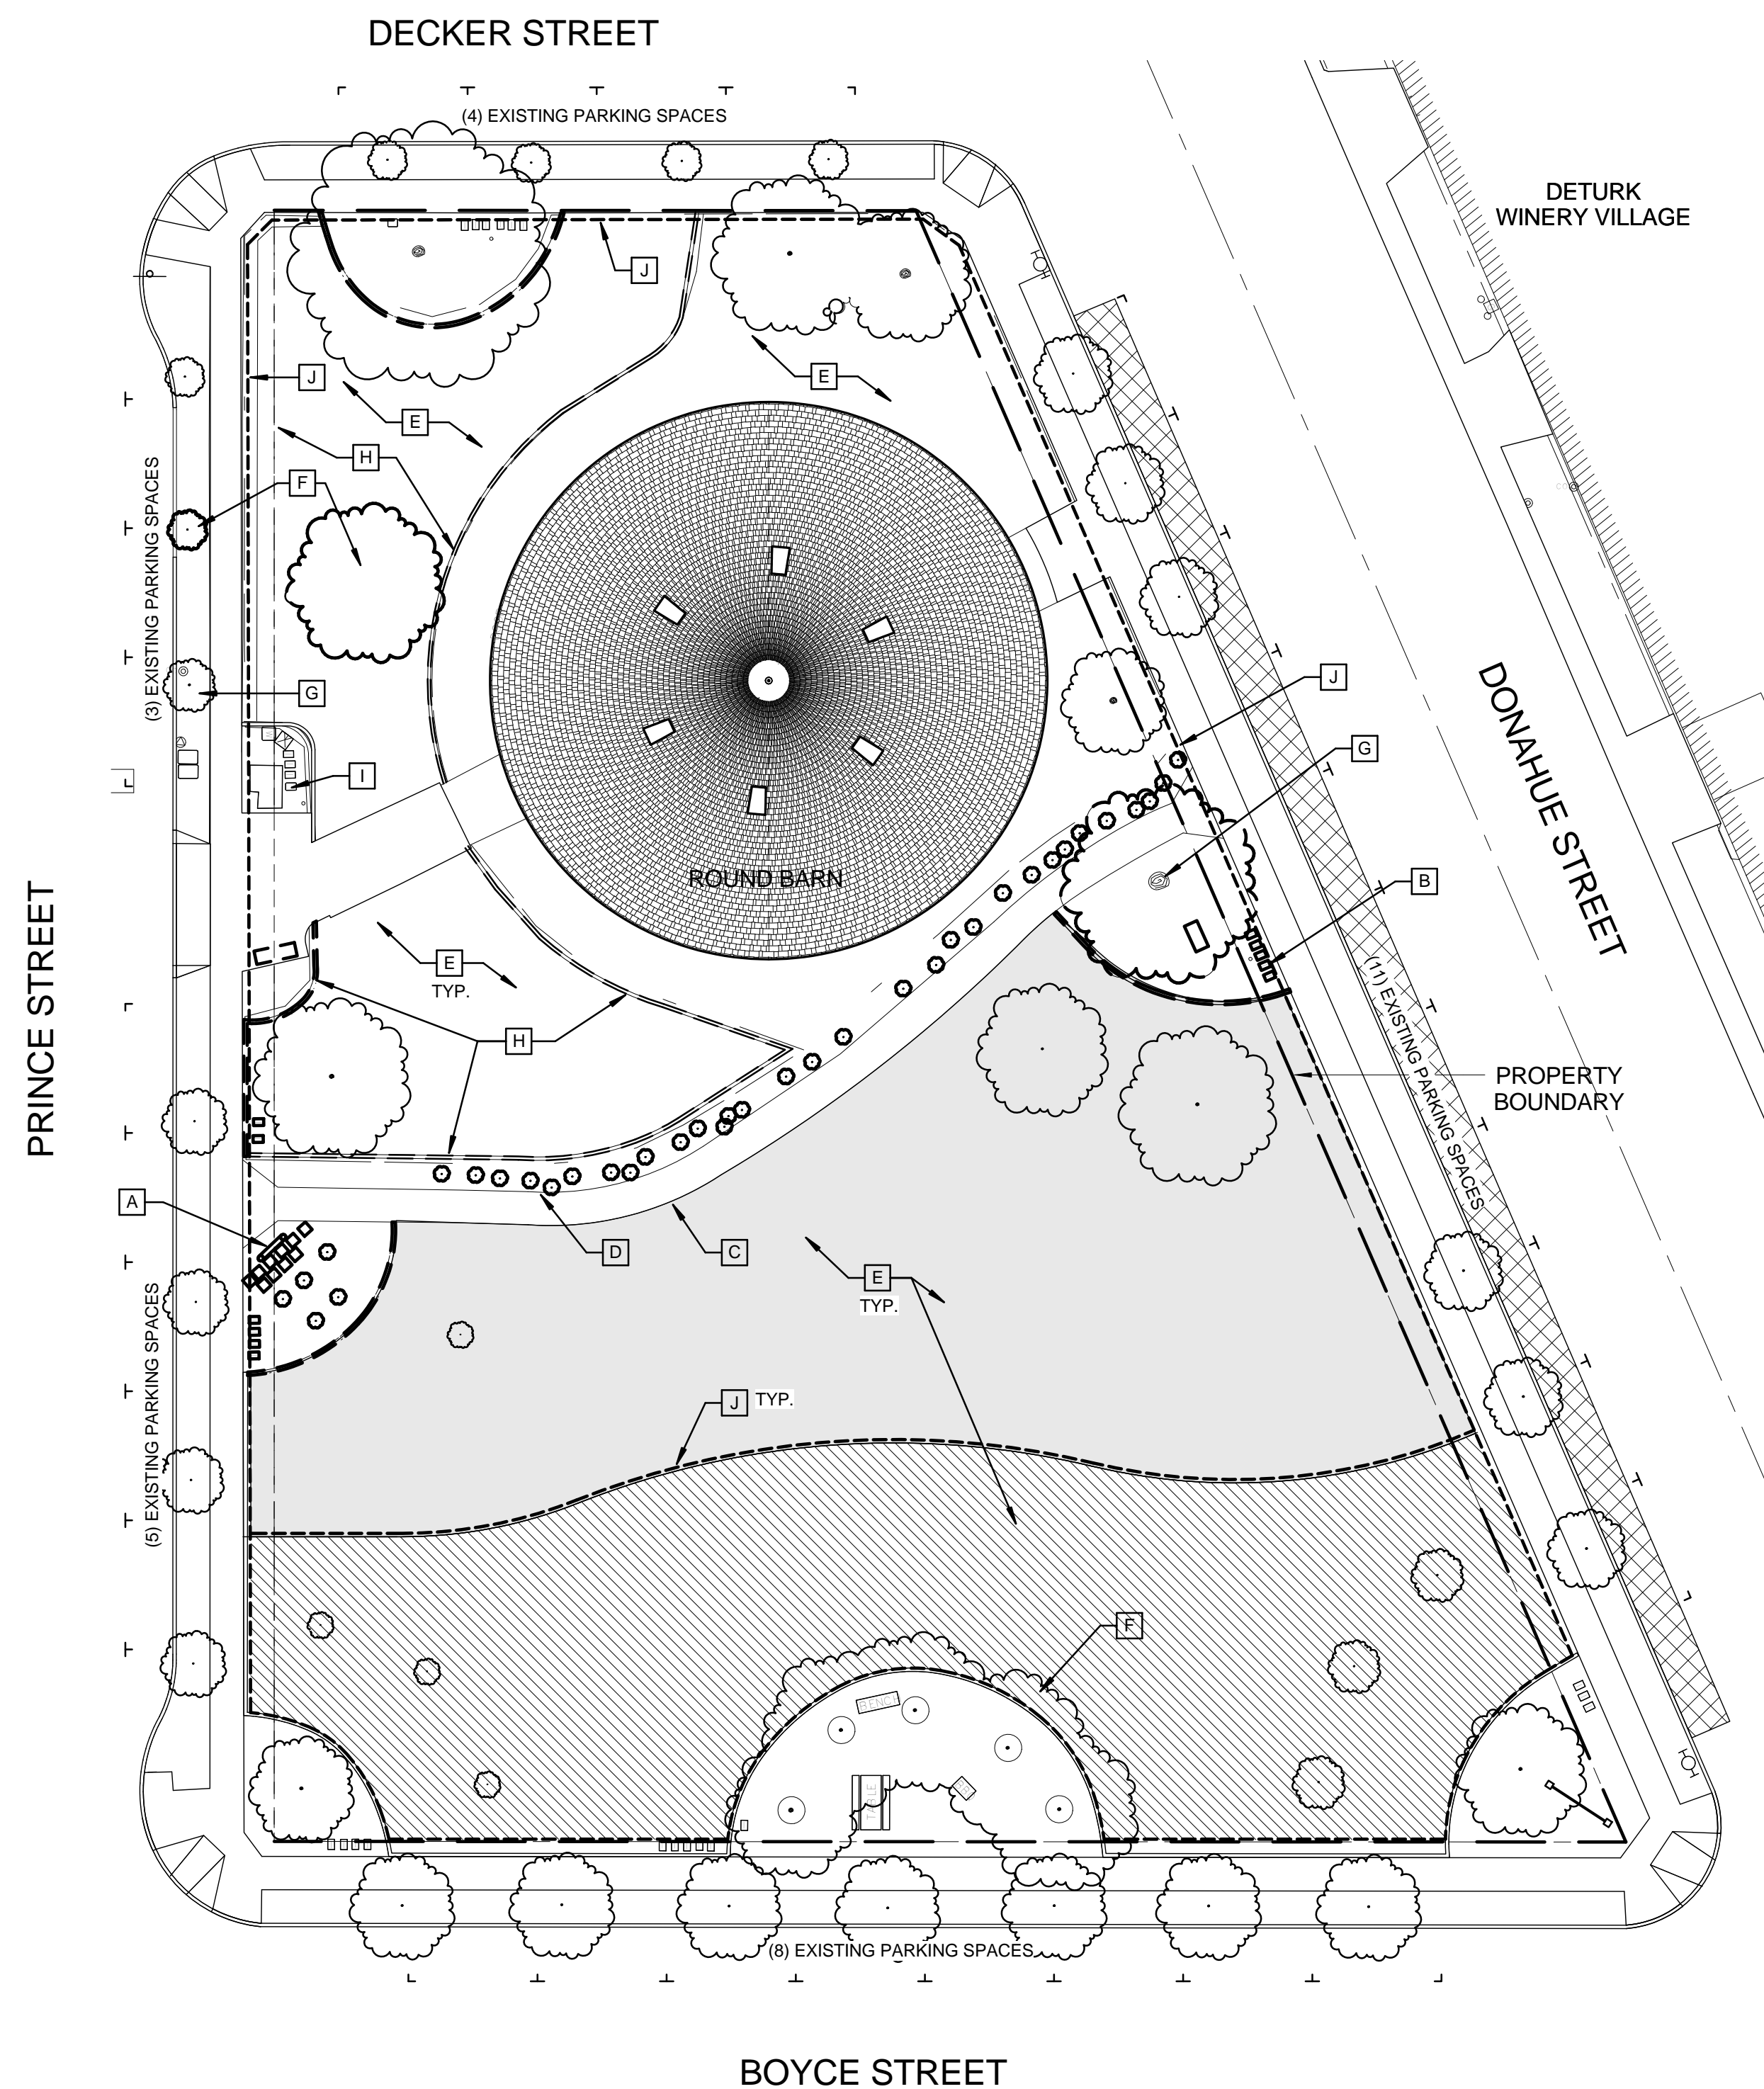 DECKER STREET
(4) EXISTING PARKING SPACES
DETURK
WINERY VILLAGE
J
J
E
E
H
F
(3) EXISTING PARKING SPACES
G
J
G
I
DONAHUE STREET
ROUND BARN
B
PRINCE STREET
E
TYP.
(11) EXISTING PARKING SPACES
H
PROPERTY
BOUNDARY
A
D
C
E
TYP.
(5) EXISTING PARKING SPACES
J TYP.
F
BENCH
TABLE
(8) EXISTING PARKING SPACES
BOYCE STREET